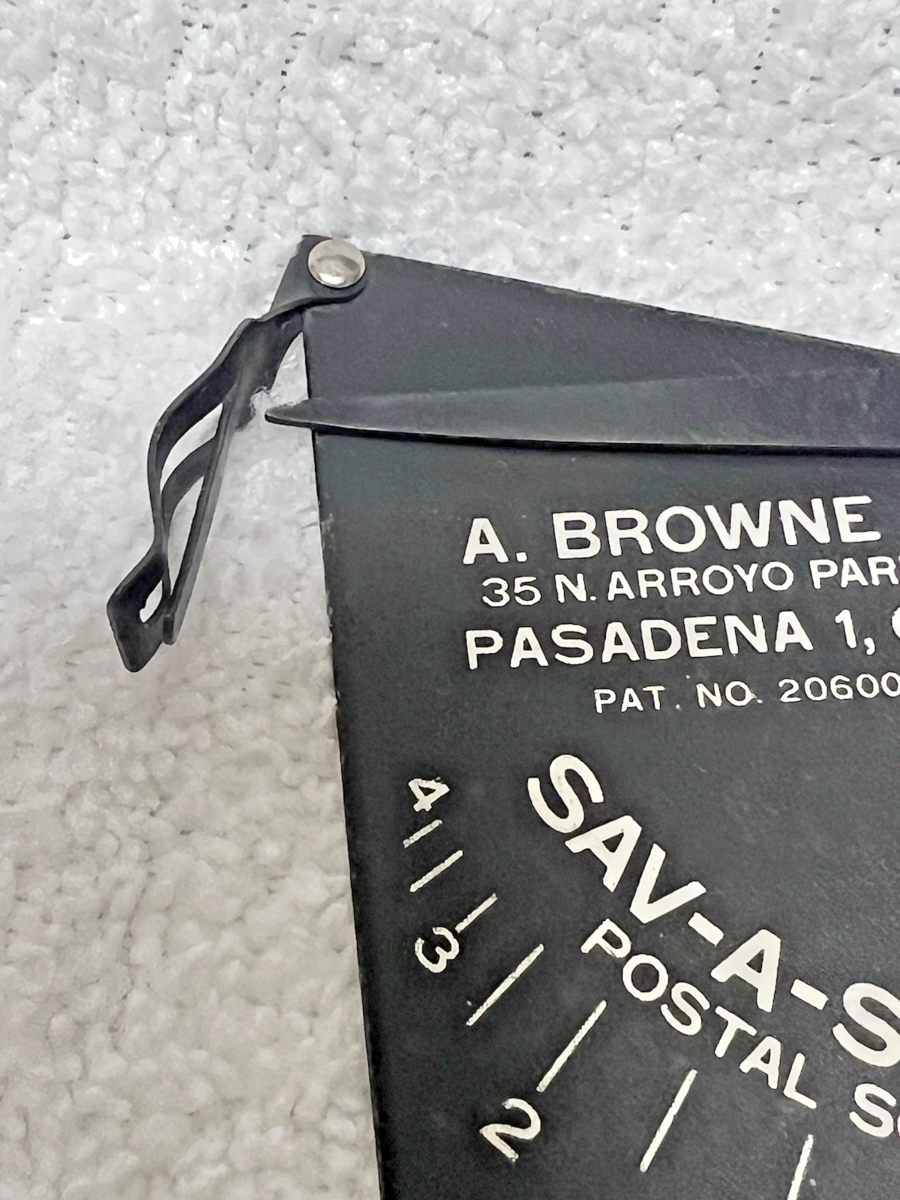 A. BROWNE
35 N. ARROYO PAR
PASADENA 1,
PAT. NO. 20600
SAV-A-S
POSTAL S
4
3
2